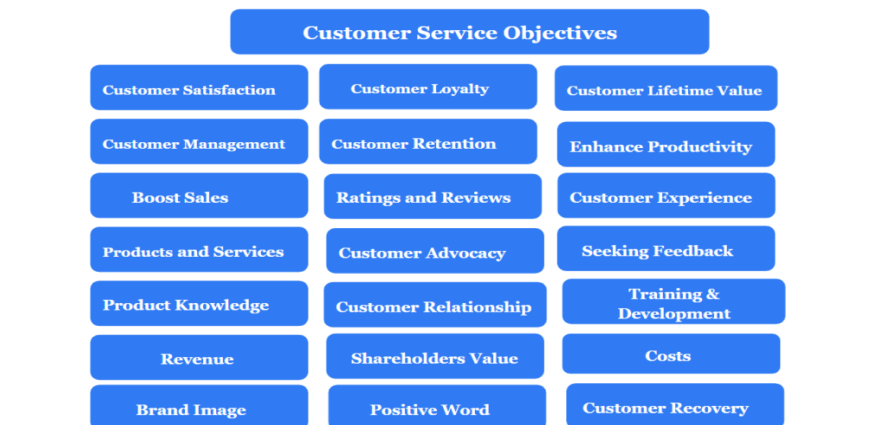 Customer Service Objectives
Customer Satisfaction
Customer Loyalty
Customer Lifetime Value
Customer Management
Customer Retention
Enhance Productivity
Boost Sales
Ratings and Reviews
Customer Experience
Products and Services
Customer Advocacy
Seeking Feedback
Product Knowledge
Customer Relationship
Training &
Development
Revenue
Shareholders Value
Costs
Brand Image
Positive Word
Customer Recovery